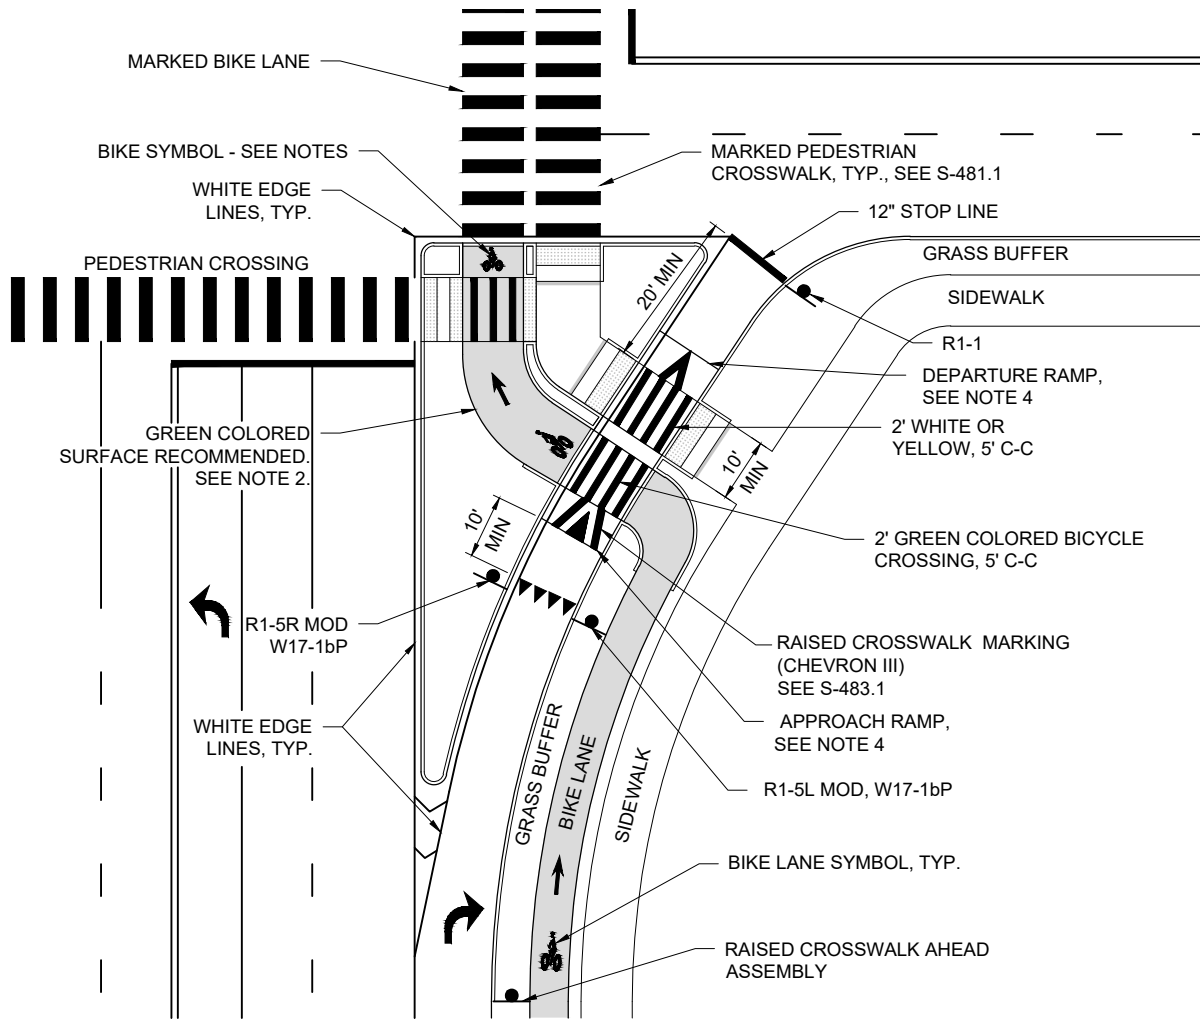 MARKED BIKE LANE
BIKE SYMBOL - SEE NOTES
WHITE EDGE
LINES, TYP.
PEDESTRIAN CROSSING
MARKED PEDESTRIAN
CROSSWALK, TYP., SEE S-481.1
12" STOP LINE
GRASS BUFFER
SIDEWALK
20' MIN
R1-1
DEPARTURE RAMP,
SEE NOTE 4
2' WHITE OR
YELLOW, 5' C-C
10'
MIN
GREEN COLORED
SURFACE RECOMMENDED.
SEE NOTE 2.
10'
MIN
2' GREEN COLORED BICYCLE
CROSSING, 5' C-C
R1-5R MOD
W17-1bP
RAISED CROSSWALK MARKING
(CHEVRON III)
SEE S-483.1
WHITE EDGE
LINES, TYP.
APPROACH RAMP,
SEE NOTE 4
GRASS BUFFER
BIKE LANE
SIDEWALK
R1-5L MOD, W17-1bP
BIKE LANE SYMBOL, TYP.
RAISED CROSSWALK AHEAD
ASSEMBLY